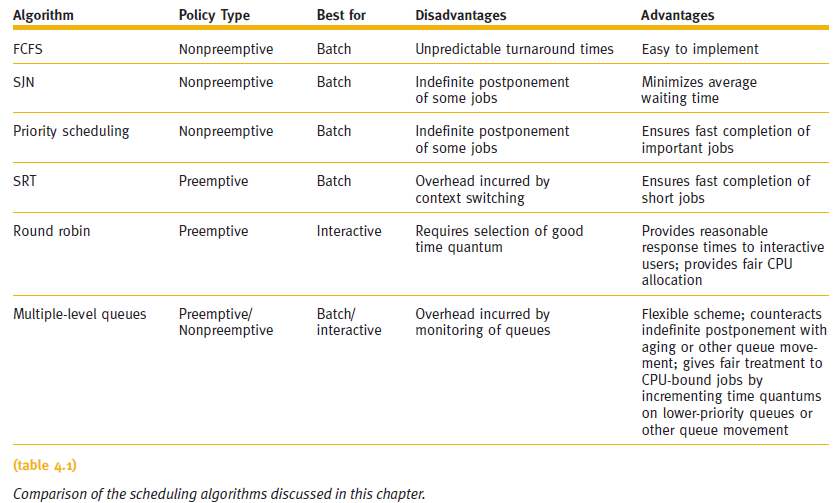 Algorithm Policy Type Best for Disadvantages Advantages
FCFS Nonpreemptive Batch Unpredictable turnaround times Easy to implement
SJN Nonpreemptive Batch Indefinite postponement Minimizes average
of some jobs waiting time
Priority scheduling Nonpreemptive Batch Indefinite postponement Ensures fast completion of
of some jobs important jobs
SRT Preemptive Batch Overhead incurred by Ensures fast completion of
context switching short jobs
Round robin Preemptive Interactive Requires selection of good Provides reasonable
time quantum response times to interactive
users; provides fair CPU
allocation
Multiple-level queues Preemptive/ Batch/ Overhead incurred by Flexible scheme; counteracts
Nonpreemptive interactive monitoring of queues indefinite postponement with
aging or other queue move-
ment; gives fair treatment to
CPU-bound jobs by
incrementing time quantums
on lower-priority queues or
other queue movement
(table 4.1)
Comparison of the scheduling algorithms discussed in this chapter.